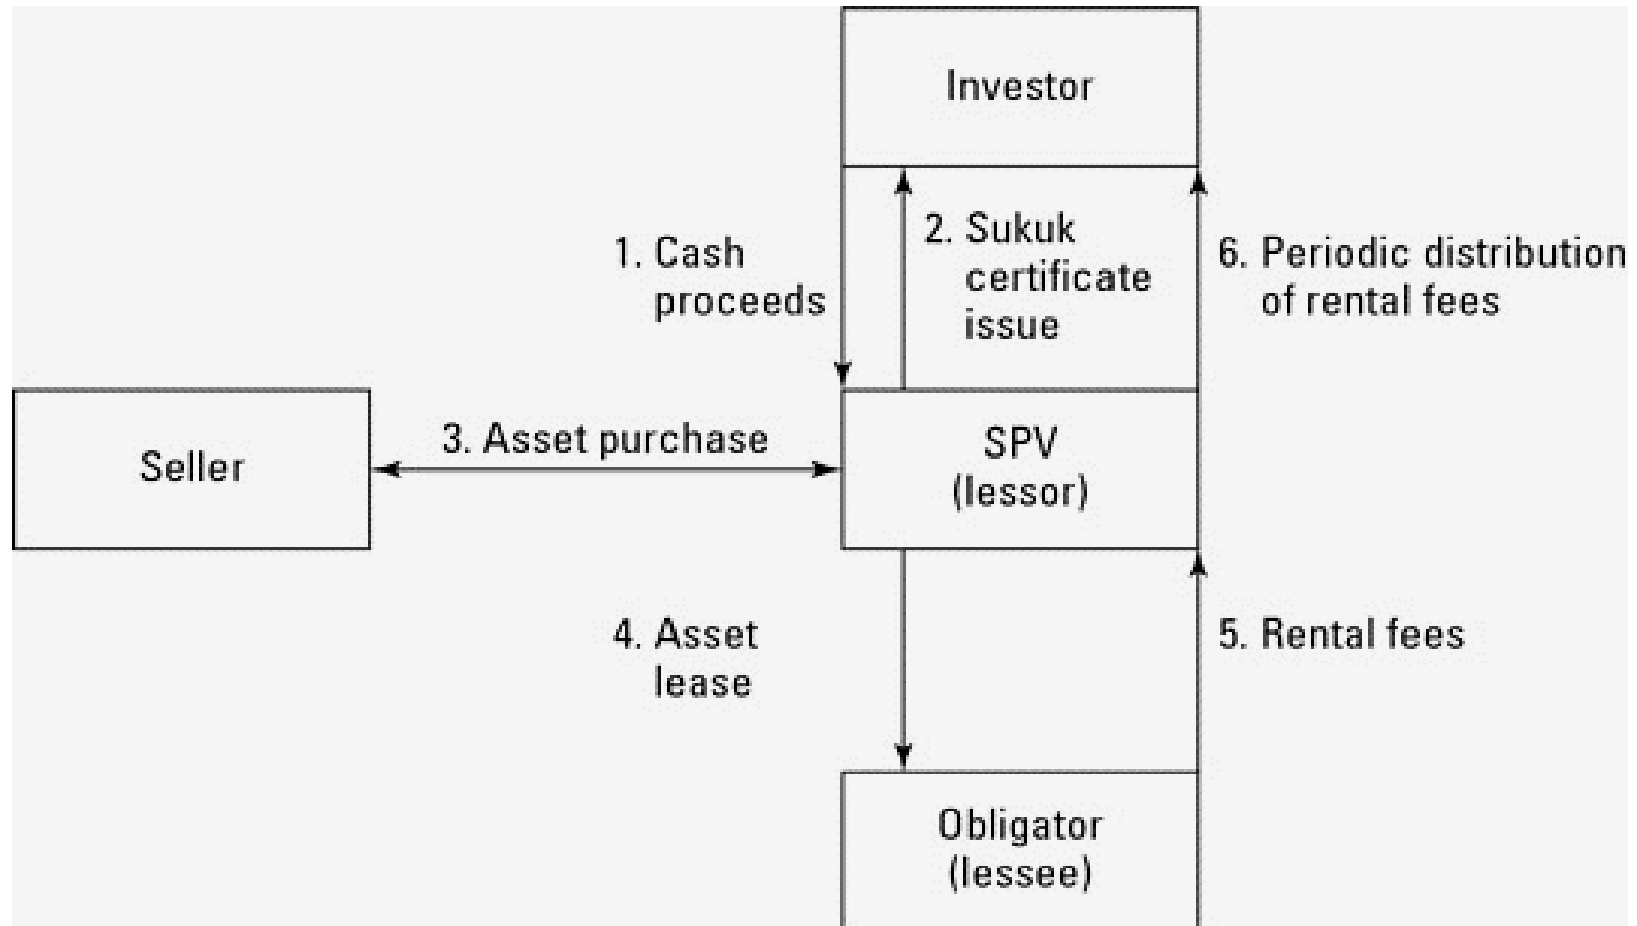 Investor
1. Cash
proceeds
2. Sukuk
certificate
issue
6. Periodic distribution
of rental fees
Seller
3. Asset purchase
SPV
(lessor)
4. Asset
lease
5. Rental fees
Obligator
(lessee)